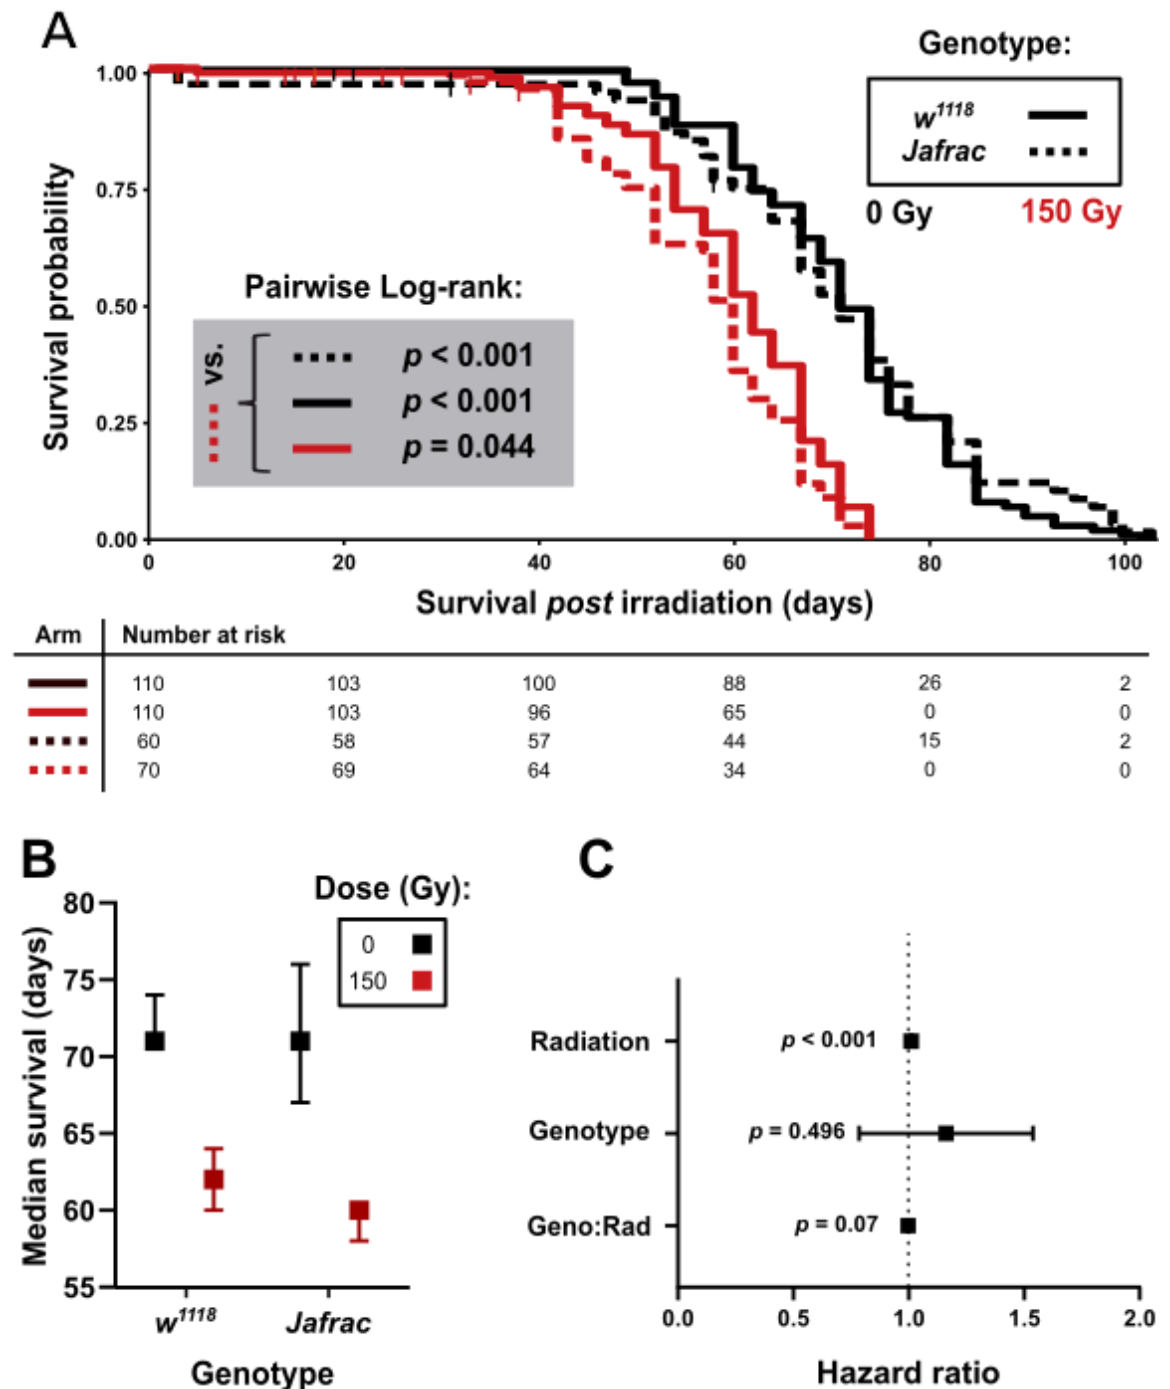 A
Genotype:
w1118
Jafrac
0 Gy 150 Gy
Survival probability
1.00
0.75
0.50
0.25
0.00
Pairwise Log-rank:
vs.
p < 0.001
p < 0.001
p = 0.044
0 20 40 60 80 100
Survival post irradiation (days)
Arm Number at risk
110 103 100 88 26 2
110 103 96 65 0 0
60 58 57 44 15 2
70 69 64 34 0 0
B
Dose (Gy):
0
150
Median survival (days)
80
75
70
65
60
55
w1118 Jafrac
Genotype
C
Radiation p < 0.001
Genotype p = 0.496
Geno:Rad p = 0.07
0.0 0.5 1.0 1.5 2.0
Hazard ratio